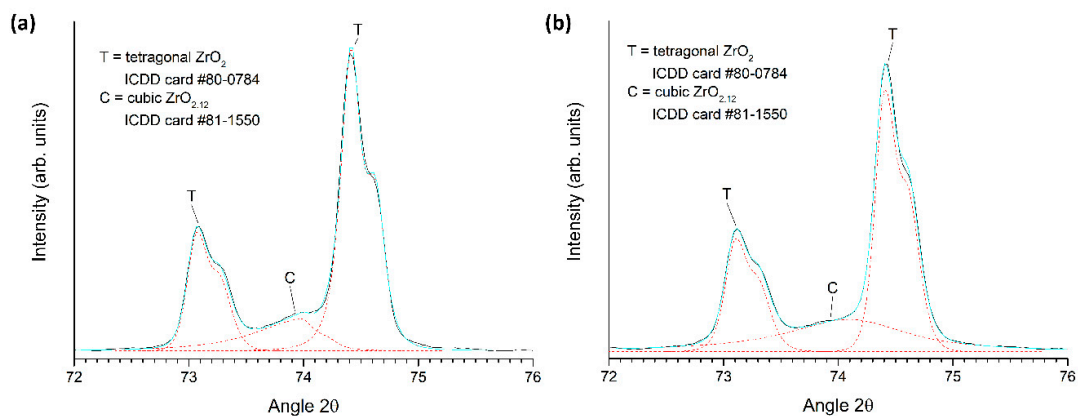 (a)
T
T = tetragonal ZrO2
ICDD card #80-0784
C = cubic ZrO2.12
ICDD card #81-1550
T
C
Intensity (arb. units)
72 73 74 75 76
Angle 2θ
(b)
T
T = tetragonal ZrO2
ICDD card #80-0784
C = cubic ZrO2.12
ICDD card #81-1550
T
C
Intensity (arb. units)
72 73 74 75 76
Angle 2θ